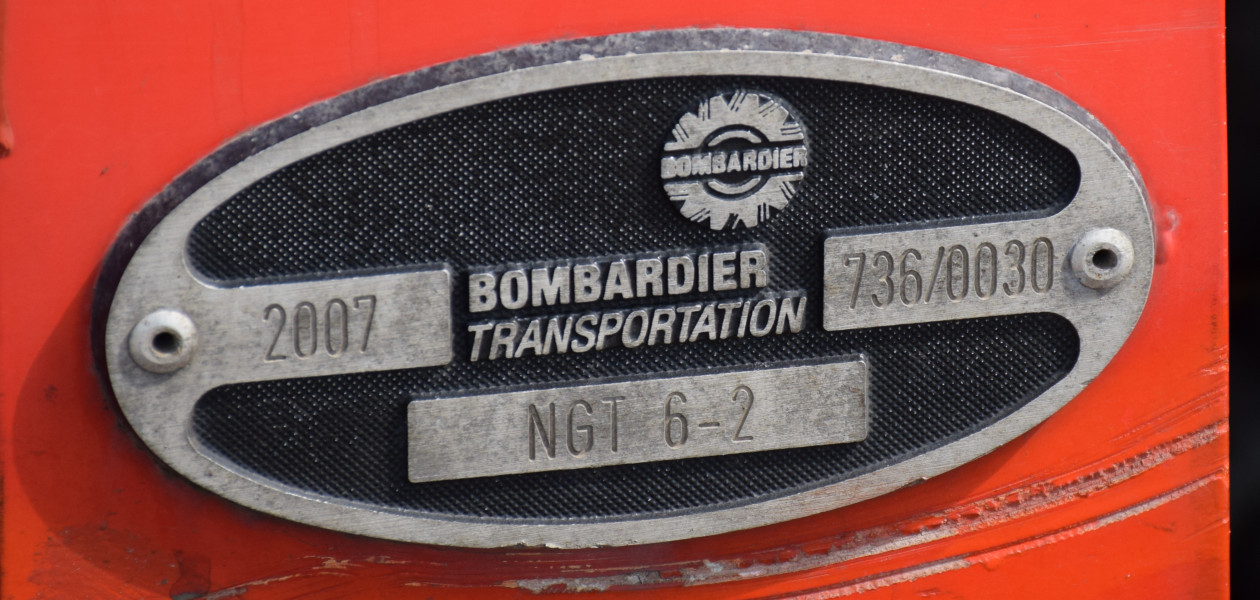 BOMBARDIER
BOMBARDIER
TRANSPORTATION
2007
736/0030
NGT 6-2